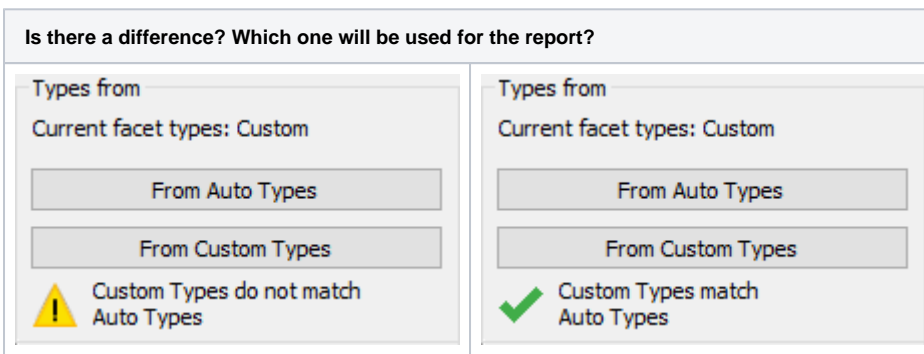 Is there a difference? Which one will be used for the report?
Types from
Current facet types: Custom
From Auto Types
From Custom Types
Custom Types do not match
Auto Types
Types from
Current facet types: Custom
From Auto Types
From Custom Types
Custom Types match
Auto Types